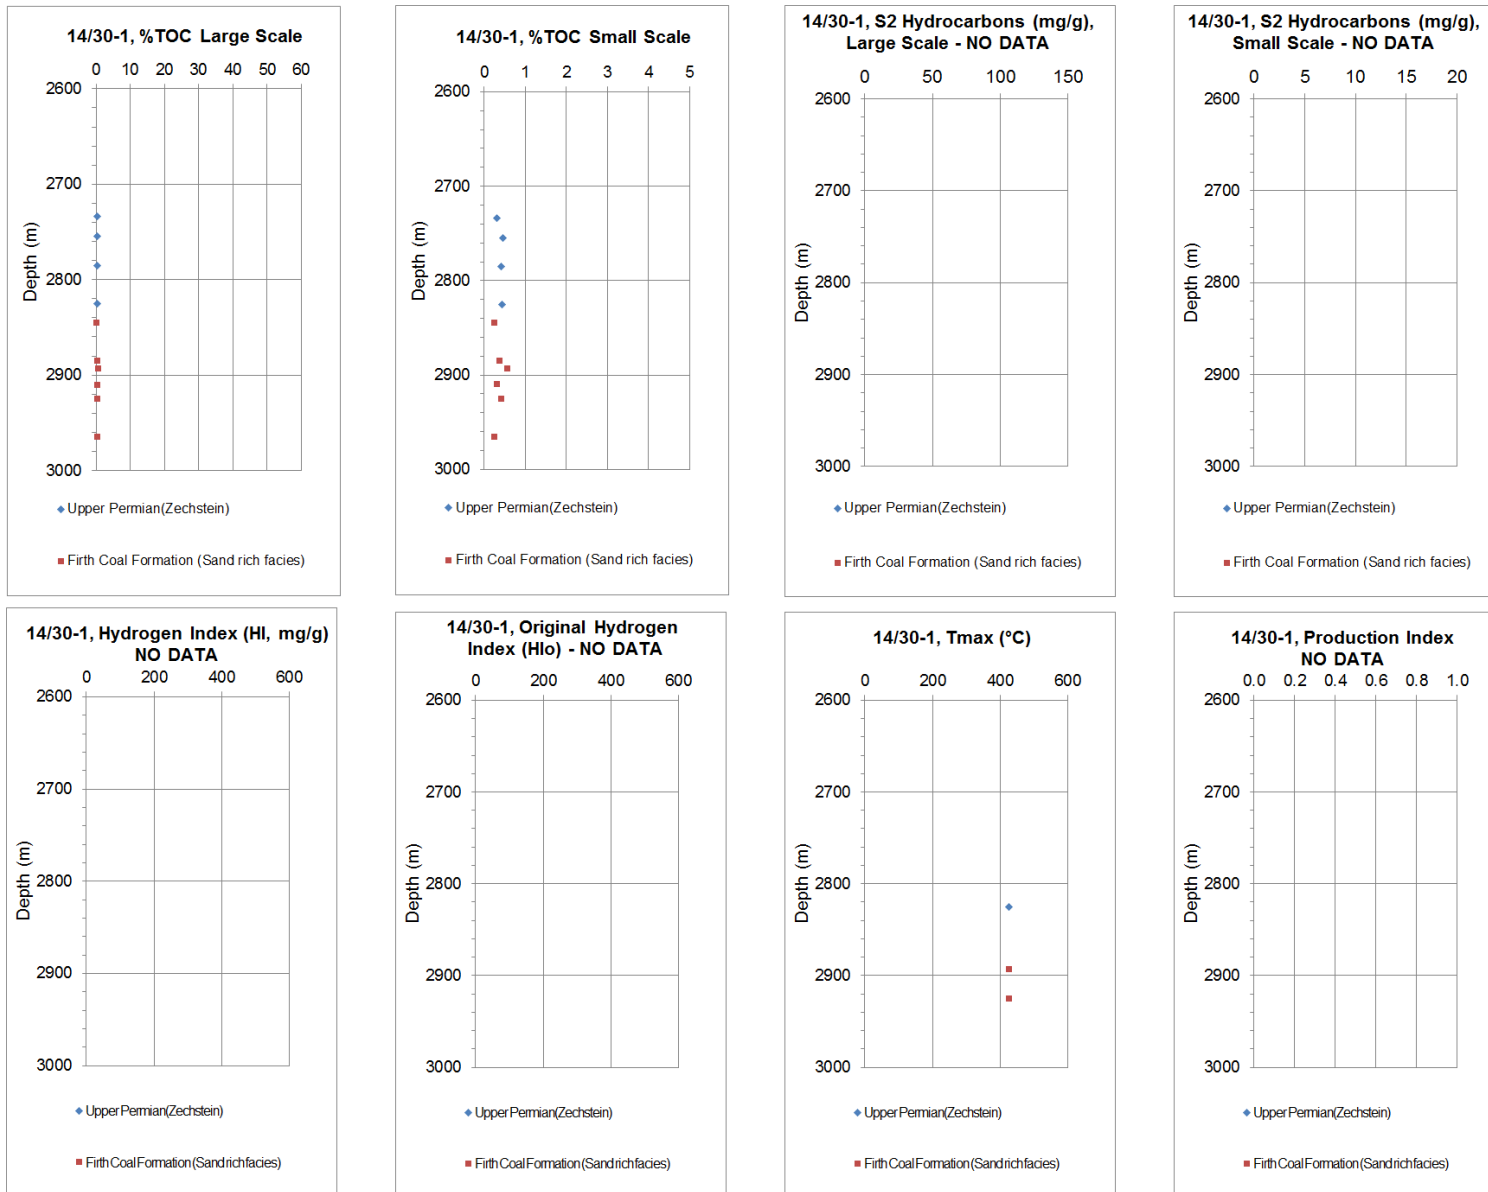 14/30-1, %TOC Large Scale
0 10 20 30 40 50 60
2600
2700
2800
2900
3000
Depth (m)
Upper Permian(Zechstein)
Firth Coal Formation (Sand rich facies)
14/30-1, %TOC Small Scale
0 1 2 3 4 5
2600
2700
2800
2900
3000
Depth (m)
Upper Permian(Zechstein)
Firth Coal Formation (Sand rich facies)
14/30-1, S2 Hydrocarbons (mg/g),
Large Scale - NO DATA
0 50 100 150
2600
2700
2800
2900
3000
Depth (m)
Upper Permian(Zechstein)
Firth Coal Formation (Sand rich facies)
14/30-1, S2 Hydrocarbons (mg/g),
Small Scale - NO DATA
0 5 10 15 20
2600
2700
2800
2900
3000
Depth (m)
Upper Permian(Zechstein)
Firth Coal Formation (Sand rich facies)
14/30-1, Hydrogen Index (HI, mg/g)
NO DATA
0 200 400 600
2600
2700
2800
2900
3000
Depth (m)
Upper Permian(Zechstein)
Firth Coal Formation (Sand rich facies)
14/30-1, Original Hydrogen
Index (HIo) - NO DATA
0 200 400 600
2600
2700
2800
2900
3000
Depth (m)
Upper Permian(Zechstein)
Firth Coal Formation (Sand rich facies)
14/30-1, Tmax (°C)
0 200 400 600
2600
2700
2800
2900
3000
Depth (m)
Upper Permian(Zechstein)
Firth Coal Formation (Sand rich facies)
14/30-1, Production Index
NO DATA
0.0 0.2 0.4 0.6 0.8 1.0
2600
2700
2800
2900
3000
Depth (m)
Upper Permian(Zechstein)
Firth Coal Formation (Sand rich facies)